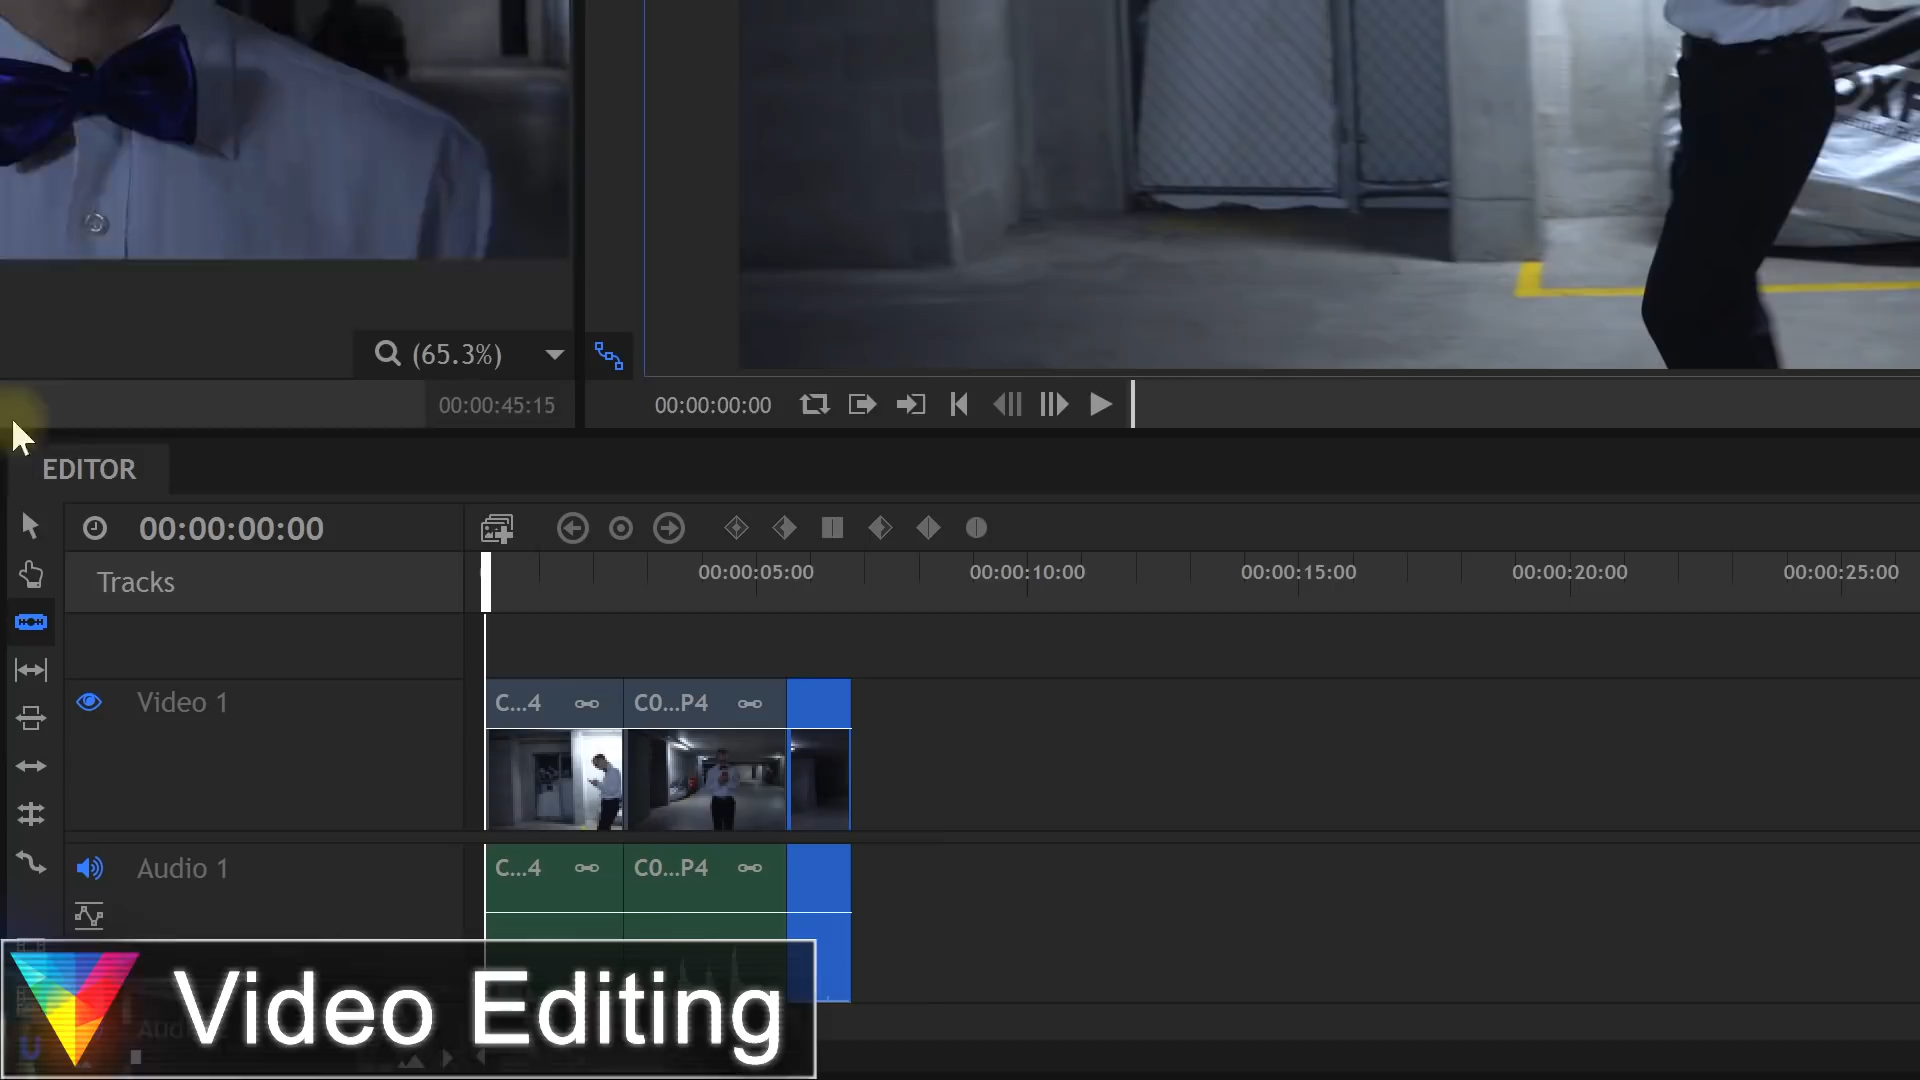 (65.3%)
00:00:45:15
00:00:00:00
EDITOR
00:00:00:00
Tracks
00:00:05:00
00:00:10:00
00:00:15:00
00:00:20:00
00:00:25:00
Video 1
C...4
C0...P4
Audio 1
C...4
C0...P4
Video Editing